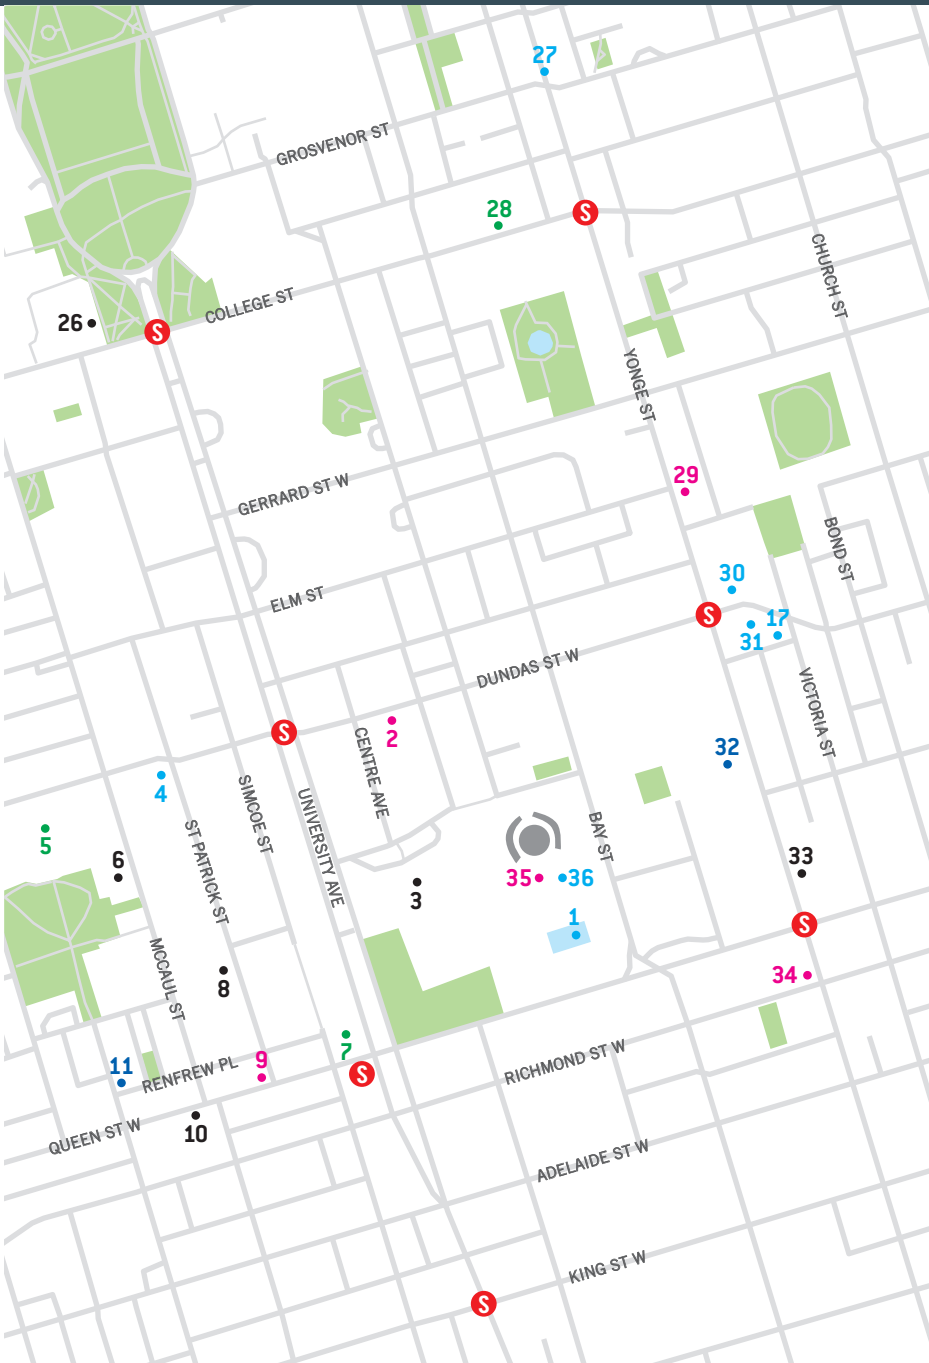 27
GROSVENOR ST
28
S
CHURCH ST
COLLEGE ST
26
S
YONGE ST
29
GERRARD ST W
BOND ST
30
ELM ST
S
17
31
DUNDAS ST W
VICTORIA ST
2
S
CENTRE AVE
32
4
SIMCOE ST
UNIVERSITY AVE
BAY ST
5
ST PATRICK ST
6
33
35
36
3
1
S
MCCAUL ST
8
34
7
9
11
RENFREW PL
S
RICHMOND ST W
10
QUEEN ST W
ADELAIDE ST W
KING ST W
S